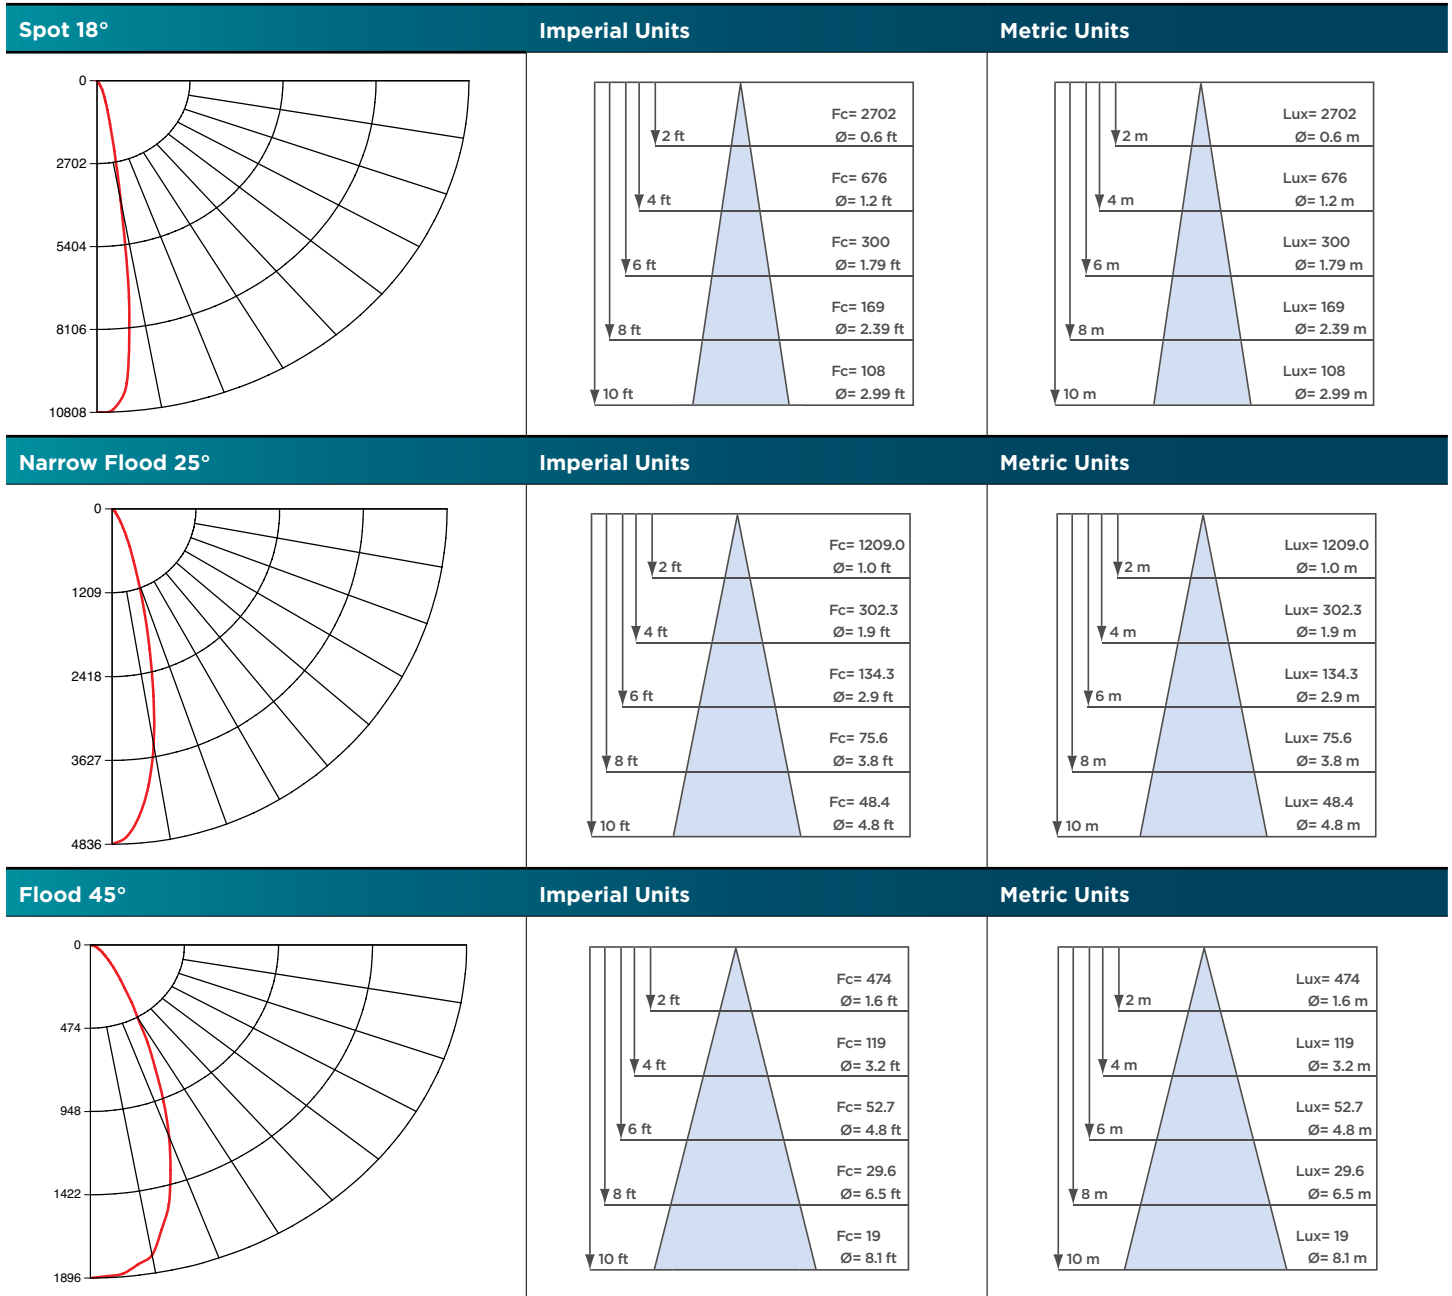 Spot 18° Imperial Units Metric Units
0
2702
5404
8106
10808
Fc= 2702
2 ft Ø= 0.6 ft
Fc= 676
4 ft Ø= 1.2 ft
Fc= 300
6 ft Ø= 1.79 ft
Fc= 169
8 ft Ø= 2.39 ft
Fc= 108
10 ft Ø= 2.99 ft
Lux= 2702
2 m Ø= 0.6 m
Lux= 676
4 m Ø= 1.2 m
Lux= 300
6 m Ø= 1.79 m
Lux= 169
8 m Ø= 2.39 m
Lux= 108
10 m Ø= 2.99 m
Narrow Flood 25° Imperial Units Metric Units
0
1209
2418
3627
4836
Fc= 1209.0
2 ft Ø= 1.0 ft
Fc= 302.3
4 ft Ø= 1.9 ft
Fc= 134.3
6 ft Ø= 2.9 ft
Fc= 75.6
8 ft Ø= 3.8 ft
Fc= 48.4
10 ft Ø= 4.8 ft
Lux= 1209.0
2 m Ø= 1.0 m
Lux= 302.3
4 m Ø= 1.9 m
Lux= 134.3
6 m Ø= 2.9 m
Lux= 75.6
8 m Ø= 3.8 m
Lux= 48.4
10 m Ø= 4.8 m
Flood 45° Imperial Units Metric Units
0
474
948
1422
1896
Fc= 474
2 ft Ø= 1.6 ft
Fc= 119
4 ft Ø= 3.2 ft
Fc= 52.7
6 ft Ø= 4.8 ft
Fc= 29.6
8 ft Ø= 6.5 ft
Fc= 19
10 ft Ø= 8.1 ft
Lux= 474
2 m Ø= 1.6 m
Lux= 119
4 m Ø= 3.2 m
Lux= 52.7
6 m Ø= 4.8 m
Lux= 29.6
8 m Ø= 6.5 m
Lux= 19
10 m Ø= 8.1 m